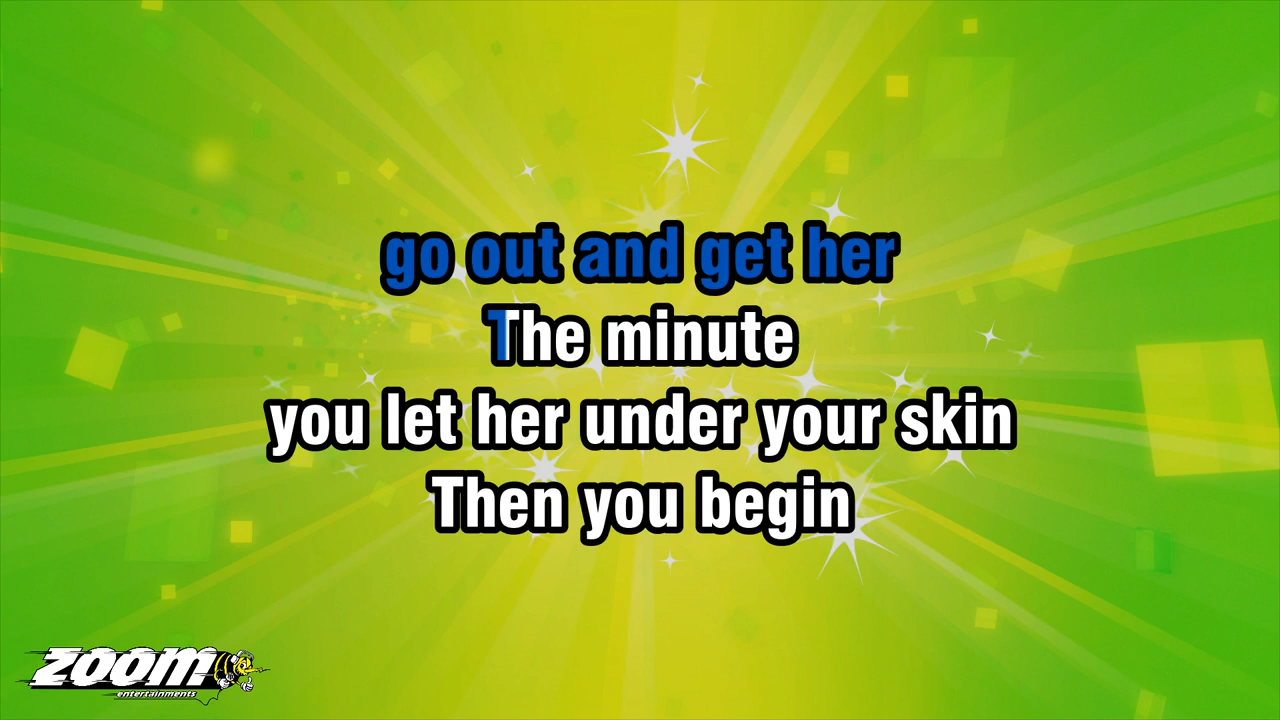 go out and get her
The minute
you let her under your skin
Then you begin
ZOOM
entertainments